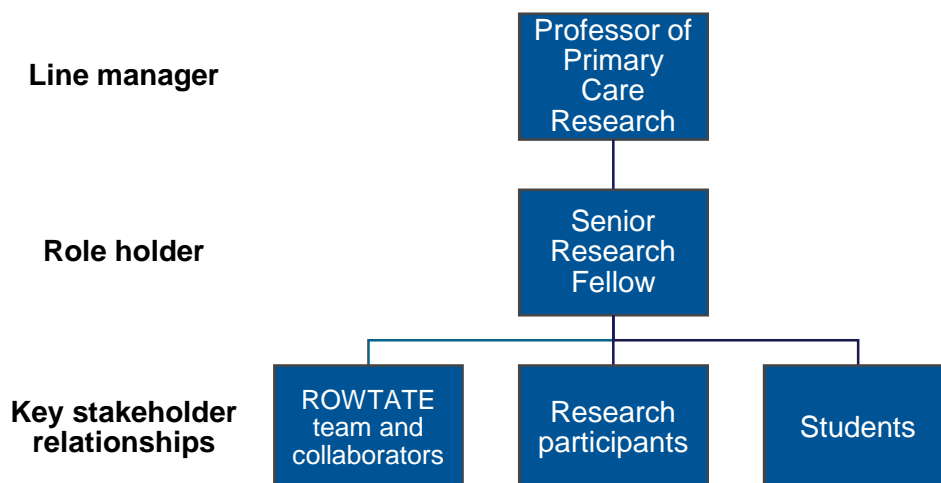 Line manager
Professor of
Primary
Care
Research
Role holder
Senior
Research
Fellow
Key stakeholder
relationships
ROWTATE
team and
collaborators
Research
participants
Students